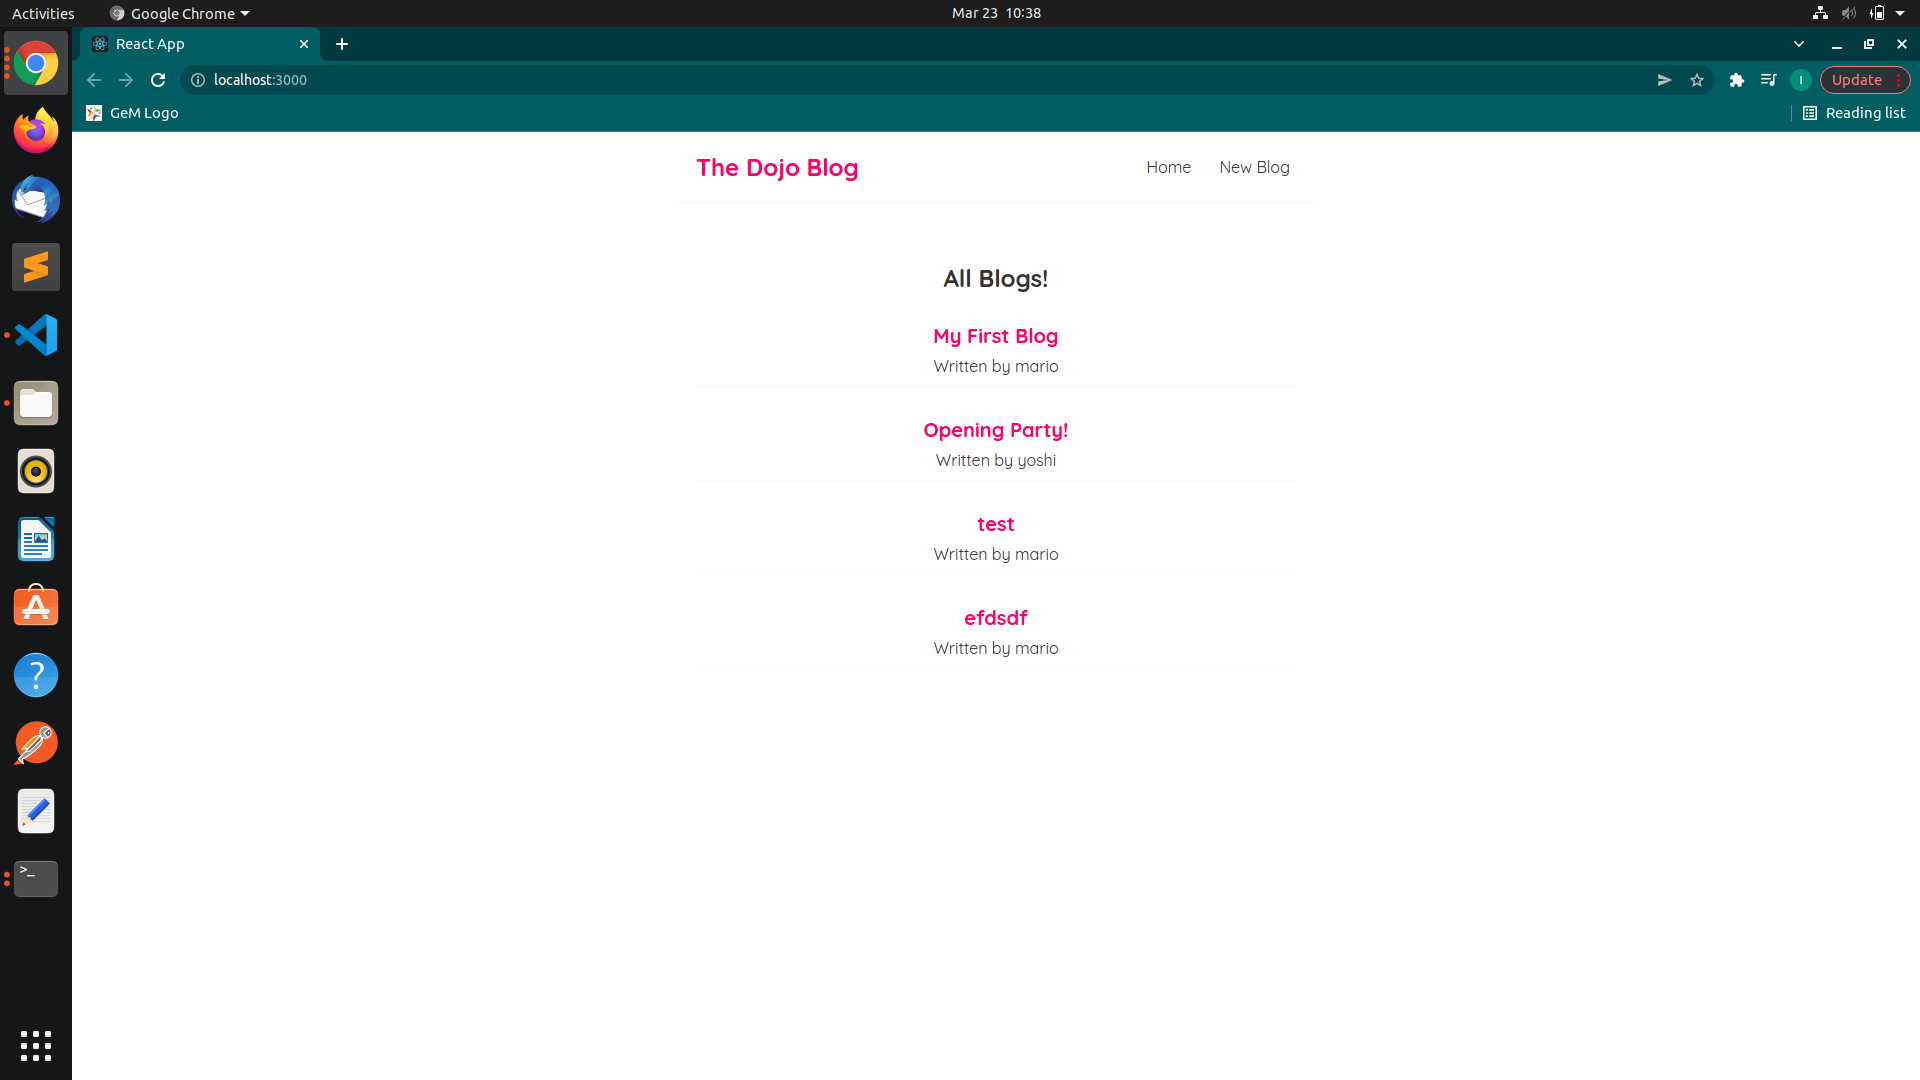 Activities
Google Chrome
Mar 23 10:38
React App
localhost:3000
I
Update
GeM Logo
Reading list
The Dojo Blog
Home
New Blog
All Blogs!
My First Blog
Written by mario
Opening Party!
Written by yoshi
test
Written by mario
efdsdf
Written by mario